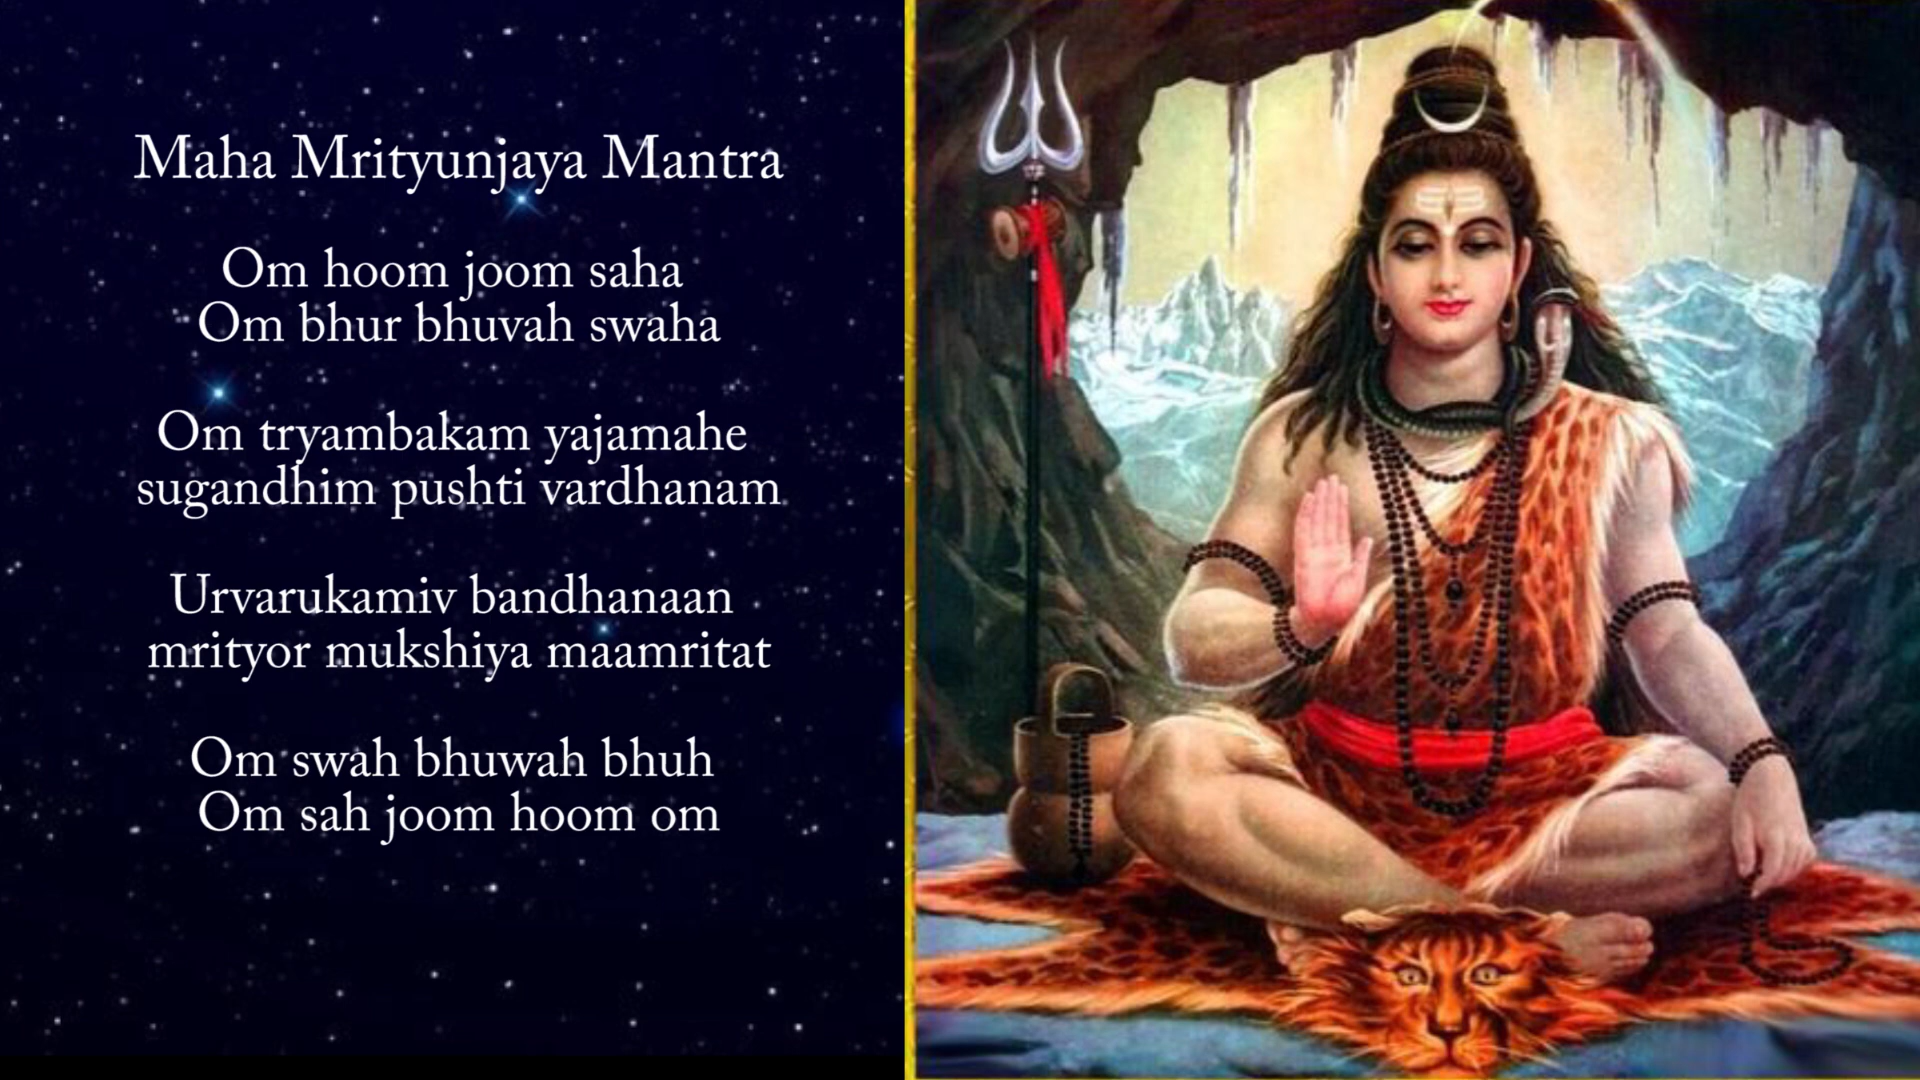 Maha Mrityunjaya Mantra
Om hoom joom saha
Om bhur bhuvah swaha
Om tryambakam yajamahe
sugandhim pushti vardhanam
Urvarukamiv bandhanaan
mrityor mukshiya maamritat
Om swah bhuwah bhuh
Om sah joom hoom om